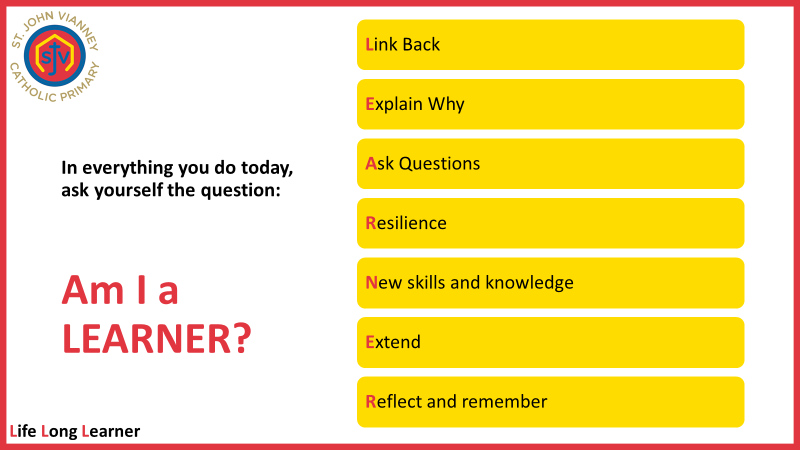 ST. JOHN VIANNEY
SJV
CATHOLIC PRIMARY
In everything you do today,
ask yourself the question:
Am I a
LEARNER?
Life Long Learner
Link Back
Explain Why
Ask Questions
Resilience
New skills and knowledge
Extend
Reflect and remember